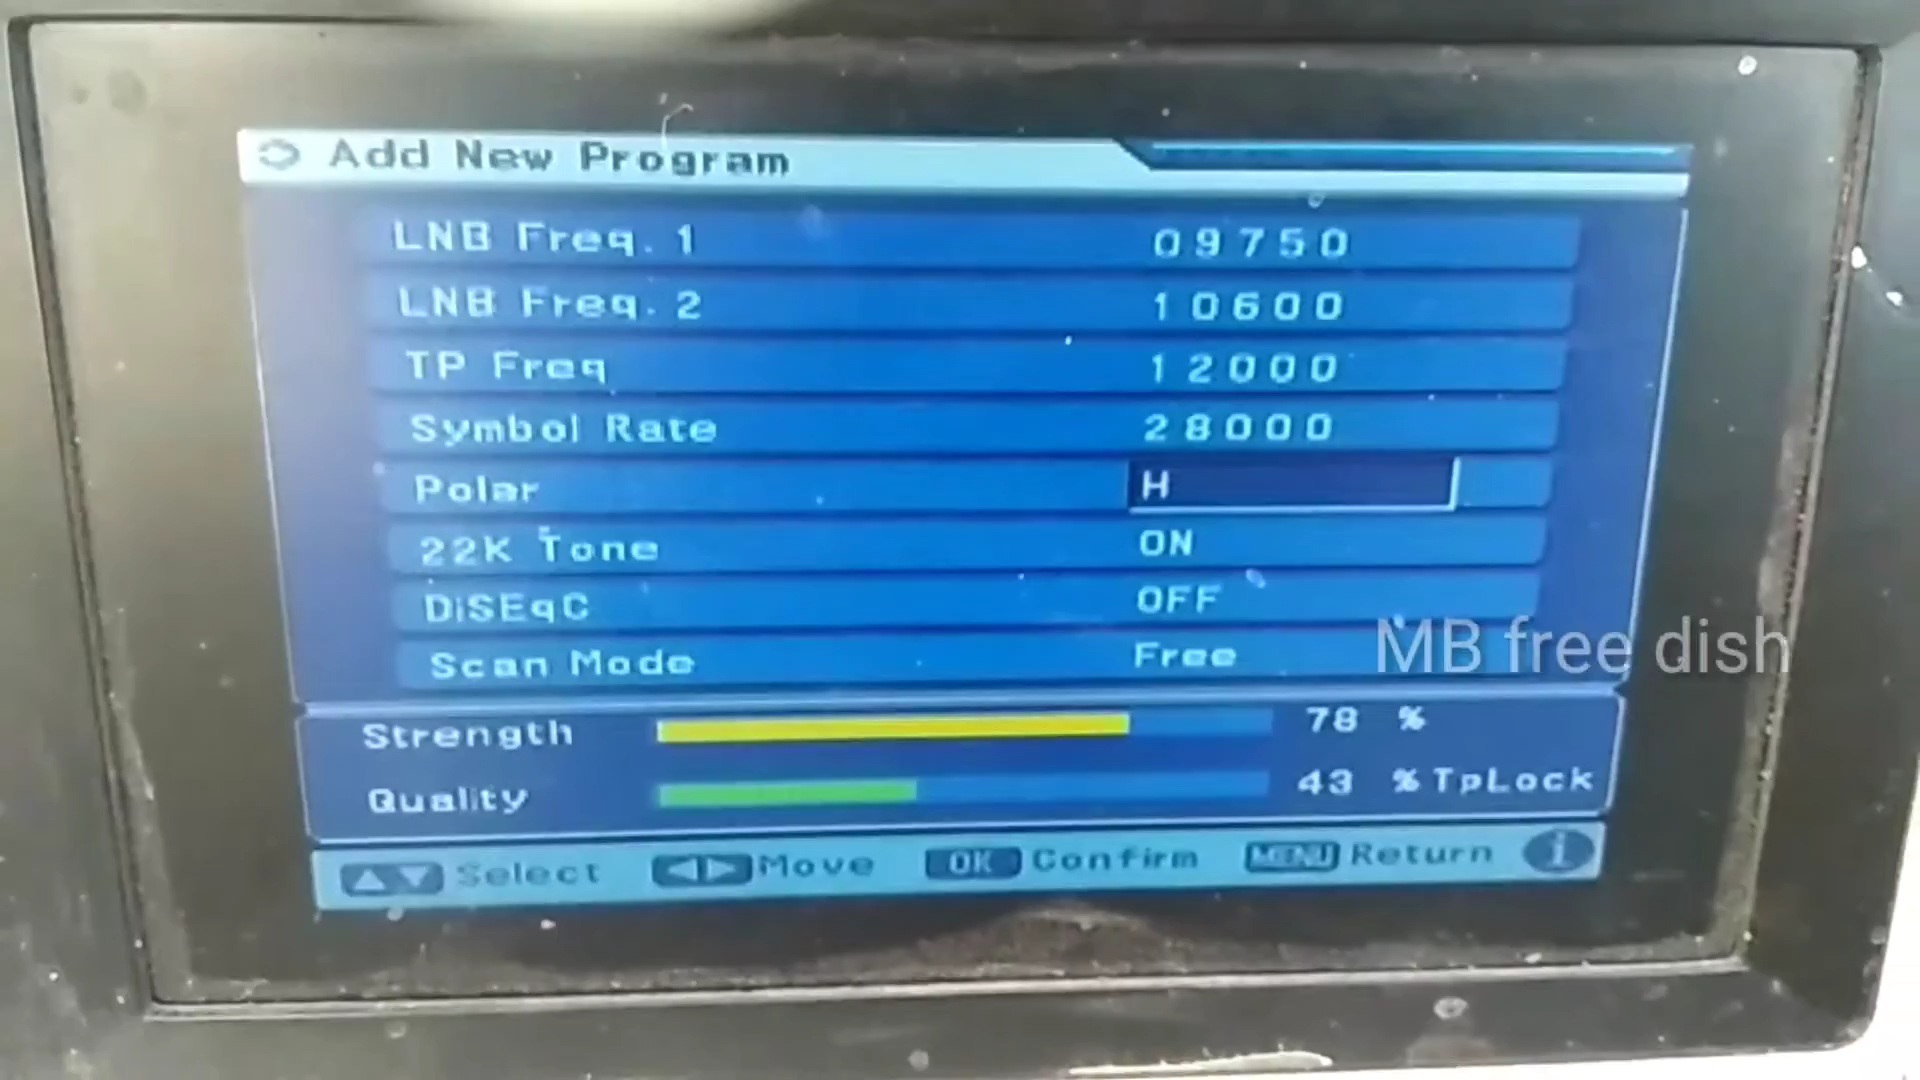 Add New Program
LNB Freq. 1 09750
LNB Freq. 2 10600
TP Freq 12000
Symbol Rate 28000
Polar H
22K Tone ON
DiSEqC OFF
Scan Mode Free
MB free dish
Strength 78 %
Quality 43 % TpLock
Select Move OK Confirm MENU Return i